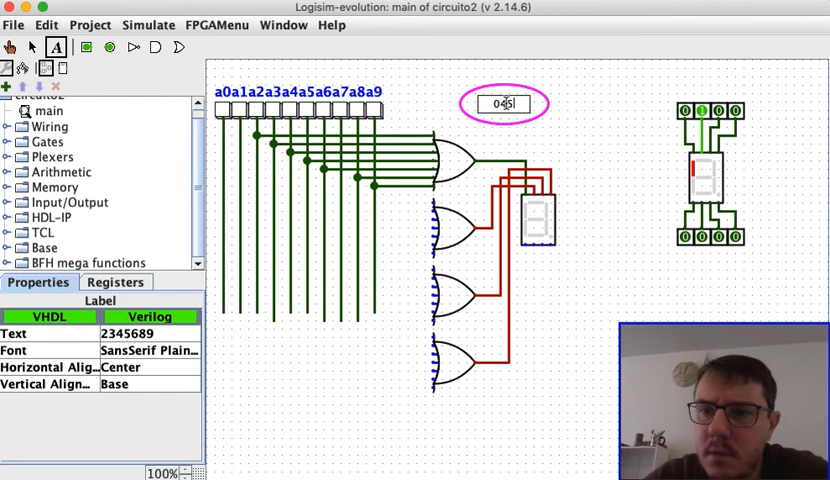 Logisim-evolution: main of circuito2 (v 2.14.6)
File Edit Project Simulate FPGAMenu Window Help
A
circuito2
main
Wiring
Gates
Plexers
Arithmetic
Memory
Input/Output
HDL-IP
TCL
Base
BFH mega functions
Properties Registers
Label
VHDL Verilog
Text 2345689
Font SansSerif Plain...
Horizontal Alig... Center
Vertical Align... Base
100%
a0a1a2a3a4a5a6a7a8a9
045
0 1 0 0
0 0 0 0